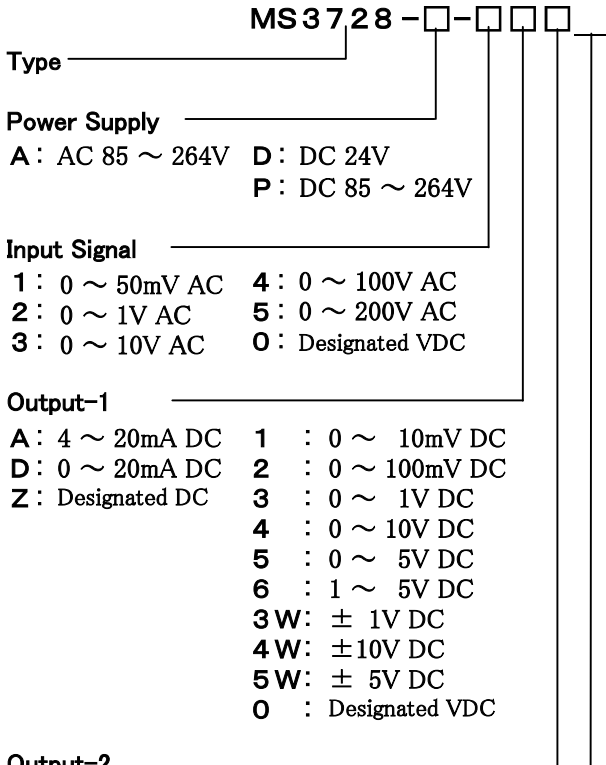 MS3728-□-□□□
Type
Power Supply
A: AC 85 ～ 264V D: DC 24V
P: DC 85 ～ 264V
Input Signal
1: 0 ～ 50mV AC 4: 0 ～ 100V AC
2: 0 ～ 1V AC 5: 0 ～ 200V AC
3: 0 ～ 10V AC 0: Designated VDC
Output-1
A: 4 ～ 20mA DC 1 : 0 ～ 10mV DC
D: 0 ～ 20mA DC 2 : 0 ～ 100mV DC
Z: Designated DC 3 : 0 ～ 1V DC
4 : 0 ～ 10V DC
5 : 0 ～ 5V DC
6 : 1 ～ 5V DC
3W: ± 1V DC
4W: ±10V DC
5W: ± 5V DC
0 : Designated VDC
Output-2